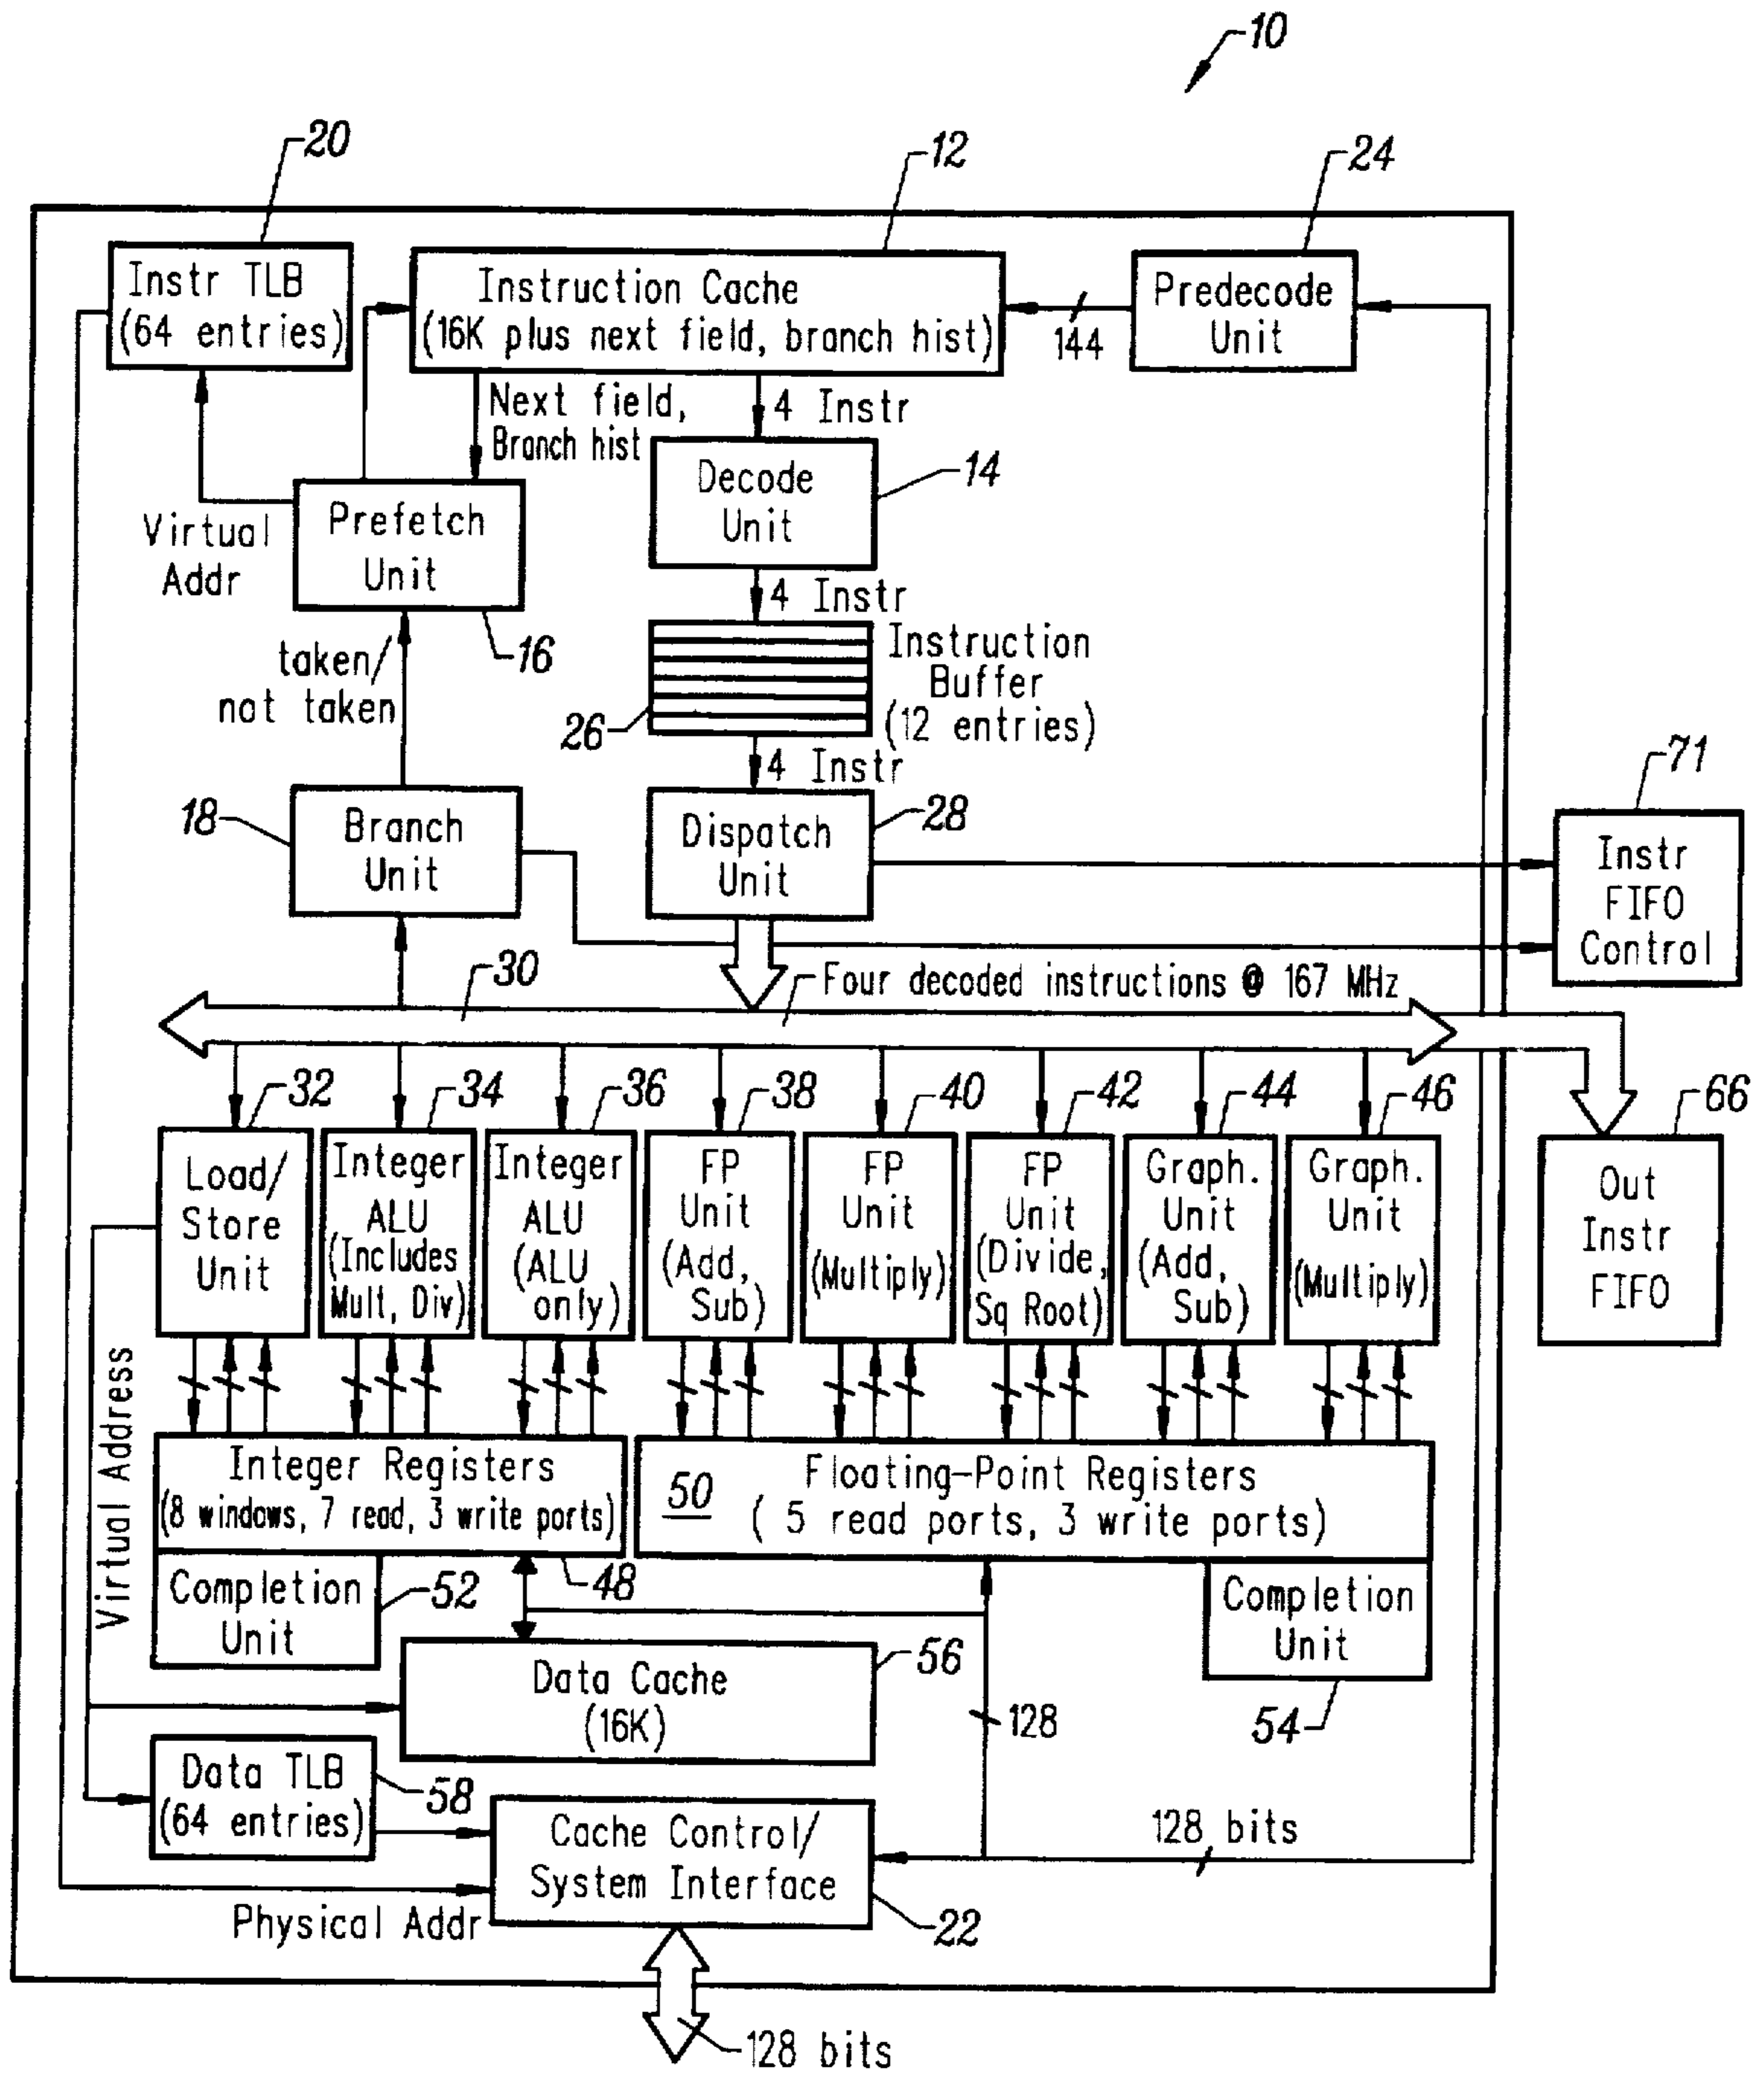 10
20
12
24
Instr TLB
(64 entries)
Instruction Cache
(16K plus next field, branch hist)
144
Predecode
Unit
Next field,
Branch hist
4 Instr
Virtual
Addr
Prefetch
Unit
16
Decode
Unit
14
4 Instr
taken/
not taken
26
Instruction
Buffer
(12 entries)
4 Instr
18
Branch
Unit
Dispatch
Unit
28
71
Instr
FIFO
Control
30
Four decoded instructions @ 167 MHz
32
34
36
38
40
42
44
46
66
Load/
Store
Unit
Integer
ALU
(Includes
Mult, Div)
Integer
ALU
(ALU
only)
FP
Unit
(Add,
Sub)
FP
Unit
(Multiply)
FP
Unit
(Divide,
Sq Root)
Graph.
Unit
(Add,
Sub)
Graph.
Unit
(Multiply)
Out
Instr
FIFO
Virtual Address
Integer Registers
(8 windows, 7 read, 3 write ports)
50
Floating-Point Registers
( 5 read ports, 3 write ports)
Completion
Unit
52
48
Completion
Unit
54
Data Cache
(16K)
56
128
Data TLB
(64 entries)
58
Cache Control/
System Interface
22
128 bits
Physical Addr
128 bits